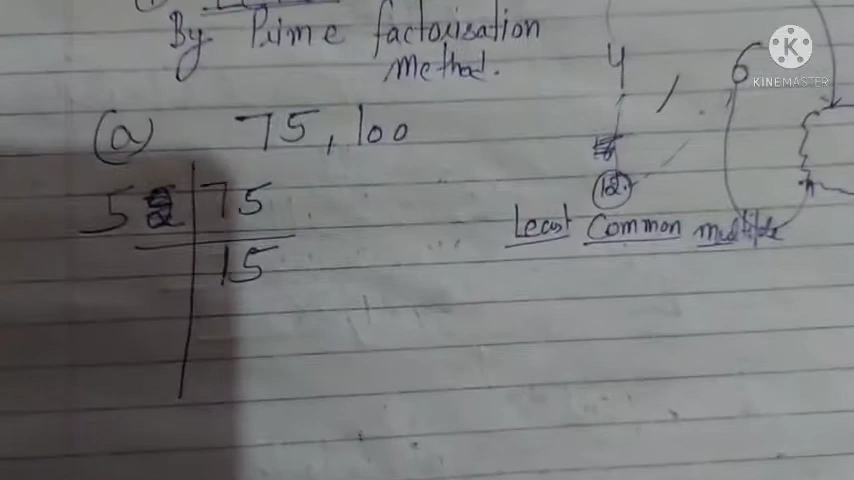 By Prime factorisation
Method.
4 , 6
KINEMASTER
(a) 75, 100
5 75
12
15
Least Common multiple